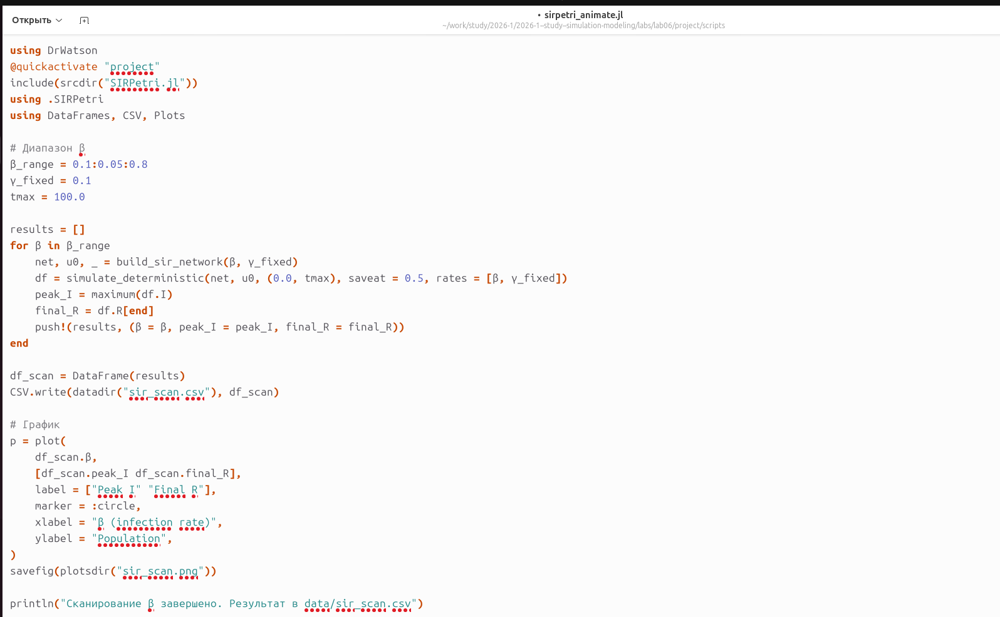 Открыть
• sirpetri_animate.jl
~/work/study/2026-1/2026-1--study--simulation-modeling/labs/lab06/project/scripts
using DrWatson
@quickactivate "project"
include(srcdir("SIRPetri.jl"))
using .SIRPetri
using DataFrames, CSV, Plots

# Диапазон β
β_range = 0.1:0.05:0.8
γ_fixed = 0.1
tmax = 100.0

results = []
for β in β_range
    net, u0, _ = build_sir_network(β, γ_fixed)
    df = simulate_deterministic(net, u0, (0.0, tmax), saveat = 0.5, rates = [β, γ_fixed])
    peak_I = maximum(df.I)
    final_R = df.R[end]
    push!(results, (β = β, peak_I = peak_I, final_R = final_R))
end

df_scan = DataFrame(results)
CSV.write(datadir("sir_scan.csv"), df_scan)

# График
p = plot(
    df_scan.β,
    [df_scan.peak_I df_scan.final_R],
    label = ["Peak I" "Final R"],
    marker = :circle,
    xlabel = "β (infection rate)",
    ylabel = "Population",
)
savefig(plotsdir("sir_scan.png"))

println("Сканирование β завершено. Результат в data/sir_scan.csv")